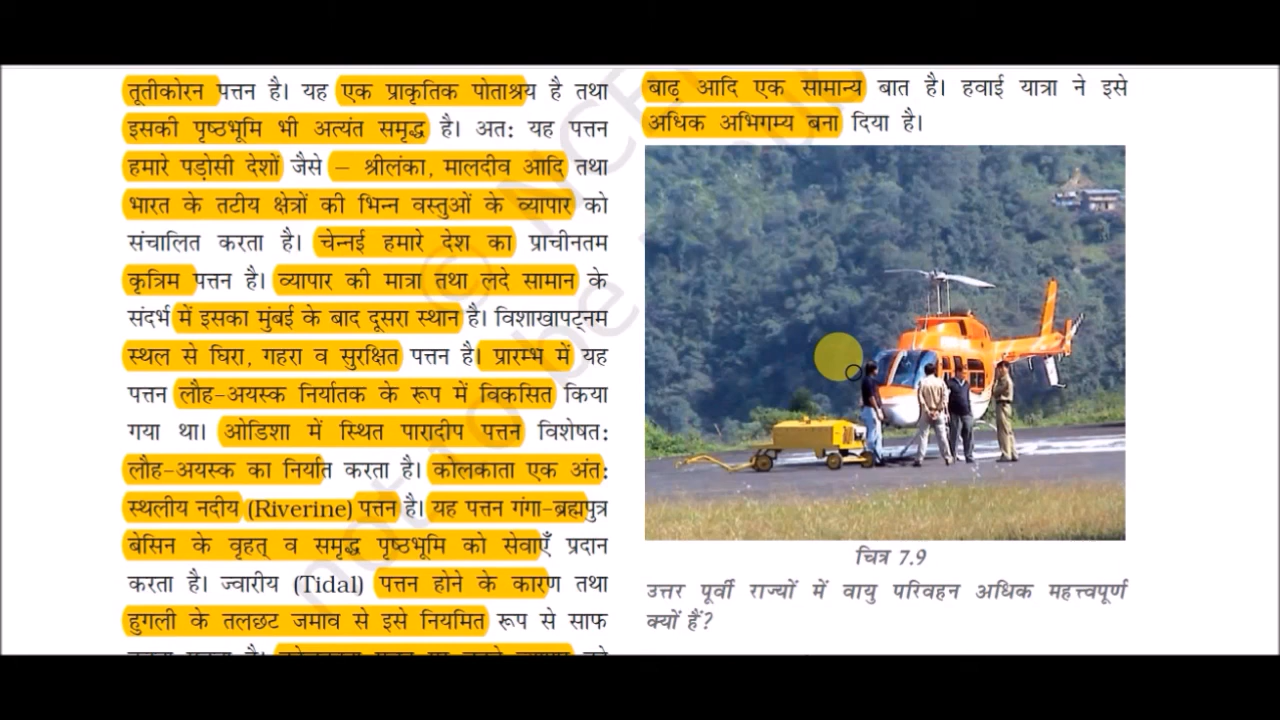 तूतीकोरन पत्तन है। यह एक प्राकृतिक पोताश्रय है तथा
इसकी पृष्ठभूमि भी अत्यंत समृद्ध है। अत: यह पत्तन
हमारे पड़ोसी देशों जैसे – श्रीलंका, मालदीव आदि तथा
भारत के तटीय क्षेत्रों की भिन्न वस्तुओं के व्यापार को
संचालित करता है। चेन्नई हमारे देश का प्राचीनतम
कृत्रिम पत्तन है। व्यापार की मात्रा तथा लदे सामान के
संदर्भ में इसका मुंबई के बाद दूसरा स्थान है। विशाखापट्नम
स्थल से घिरा, गहरा व सुरक्षित पत्तन है। प्रारम्भ में यह
पत्तन लौह-अयस्क निर्यातक के रूप में विकसित किया
गया था। ओडिशा में स्थित पारादीप पत्तन विशेषत:
लौह-अयस्क का निर्यात करता है। कोलकाता एक अंत:
स्थलीय नदीय (Riverine) पत्तन है। यह पत्तन गंगा-ब्रह्मपुत्र
बेसिन के वृहत् व समृद्ध पृष्ठभूमि को सेवाएँ प्रदान
करता है। ज्वारीय (Tidal) पत्तन होने के कारण तथा
हुगली के तलछट जमाव से इसे नियमित रूप से साफ
बाढ़ आदि एक सामान्य बात है। हवाई यात्रा ने इसे
अधिक अभिगम्य बना दिया है।
चित्र 7.9
उत्तर पूर्वी राज्यों में वायु परिवहन अधिक महत्त्वपूर्ण
क्यों हैं?